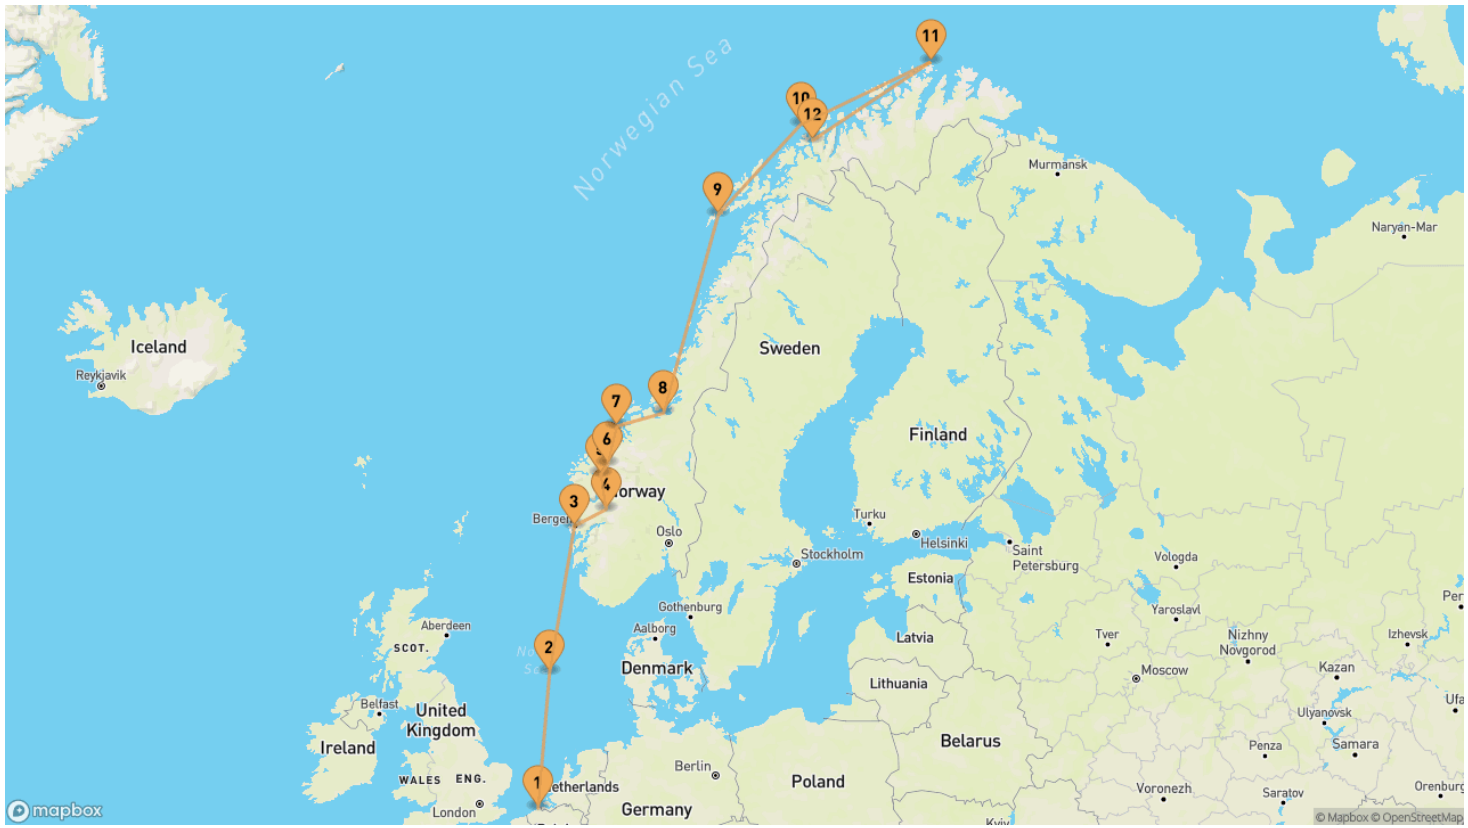 11
10
12
Norwegian Sea
Murmansk
9
Naryan-Mar
Iceland
Reykjavik
Sweden
8
7
6
Finland
4
Norway
3
Bergen
Oslo
Turku
Helsinki
Saint
Petersburg
Stockholm
Vologda
Estonia
Gothenburg
Aberdeen
Aalborg
Yaroslavl
Tver
Nizhny
Novgorod
Izhevsk
Latvia
SCOT.
2
Denmark
Moscow
Kazan
Lithuania
Belfast
United
Kingdom
Ulyanovsk
Ireland
Belarus
Penza
Samara
Berlin
WALES
ENG.
1
Netherlands
Poland
Voronezh
Saratov
Orenburg
London
Germany
mapbox
© Mapbox © OpenStreetMap